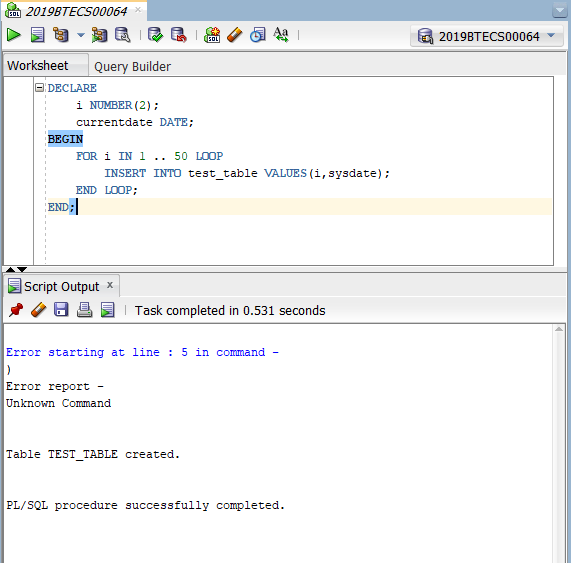 2019BTECS00064
SQL
Aa
2019BTECS00064
Worksheet Query Builder
DECLARE
i NUMBER(2);
currentdate DATE;
BEGIN
FOR i IN 1 .. 50 LOOP
INSERT INTO test_table VALUES(i,sysdate);
END LOOP;
END;
Script Output x
Task completed in 0.531 seconds
Error starting at line : 5 in command -
)
Error report -
Unknown Command
Table TEST_TABLE created.
PL/SQL procedure successfully completed.